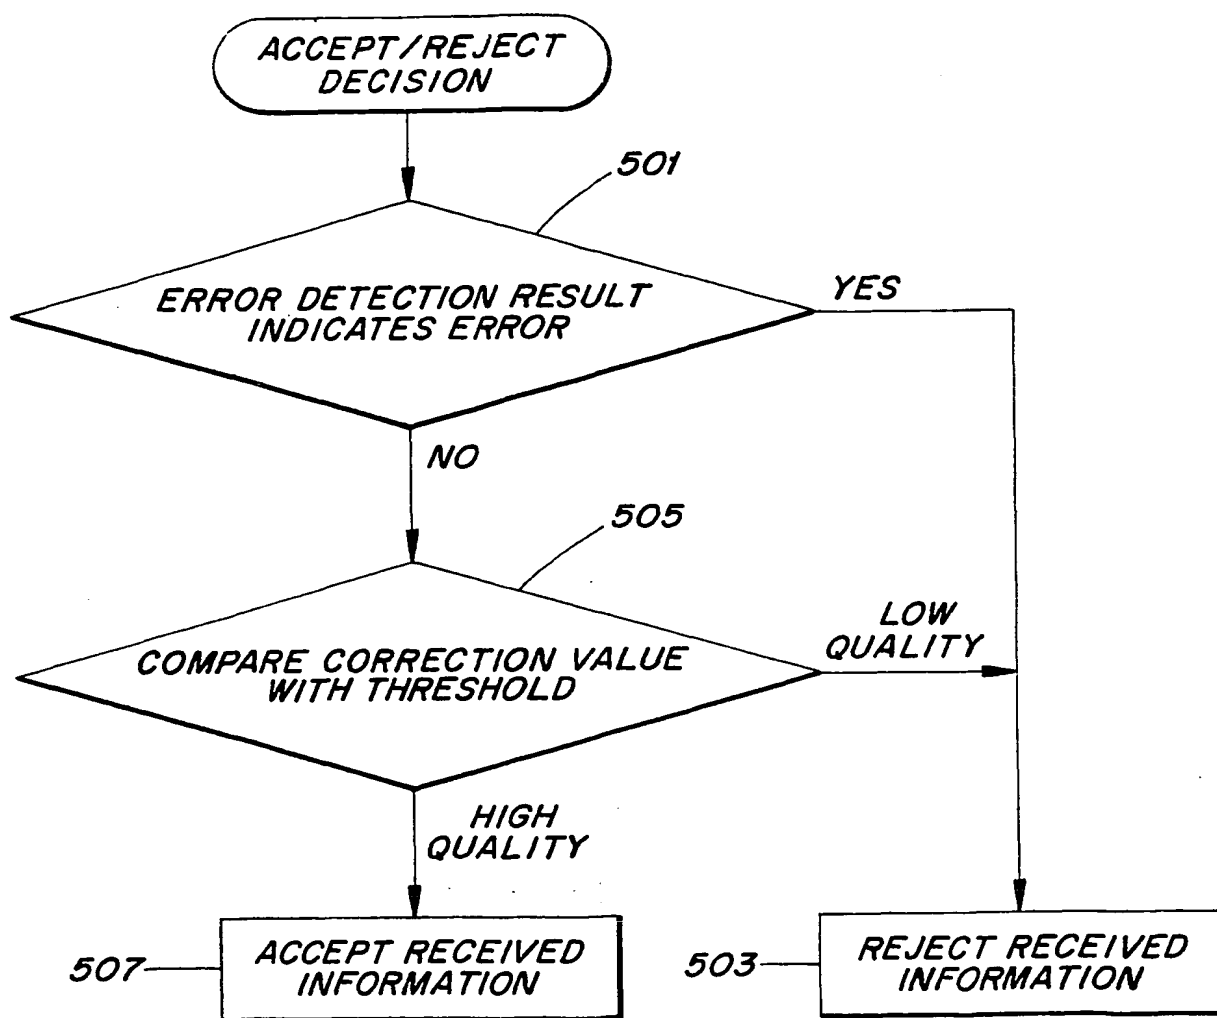 ACCEPT/REJECT
DECISION
501
ERROR DETECTION RESULT
INDICATES ERROR
YES
NO
505
COMPARE CORRECTION VALUE
WITH THRESHOLD
LOW
QUALITY
HIGH
QUALITY
507
ACCEPT RECEIVED
INFORMATION
503
REJECT RECEIVED
INFORMATION